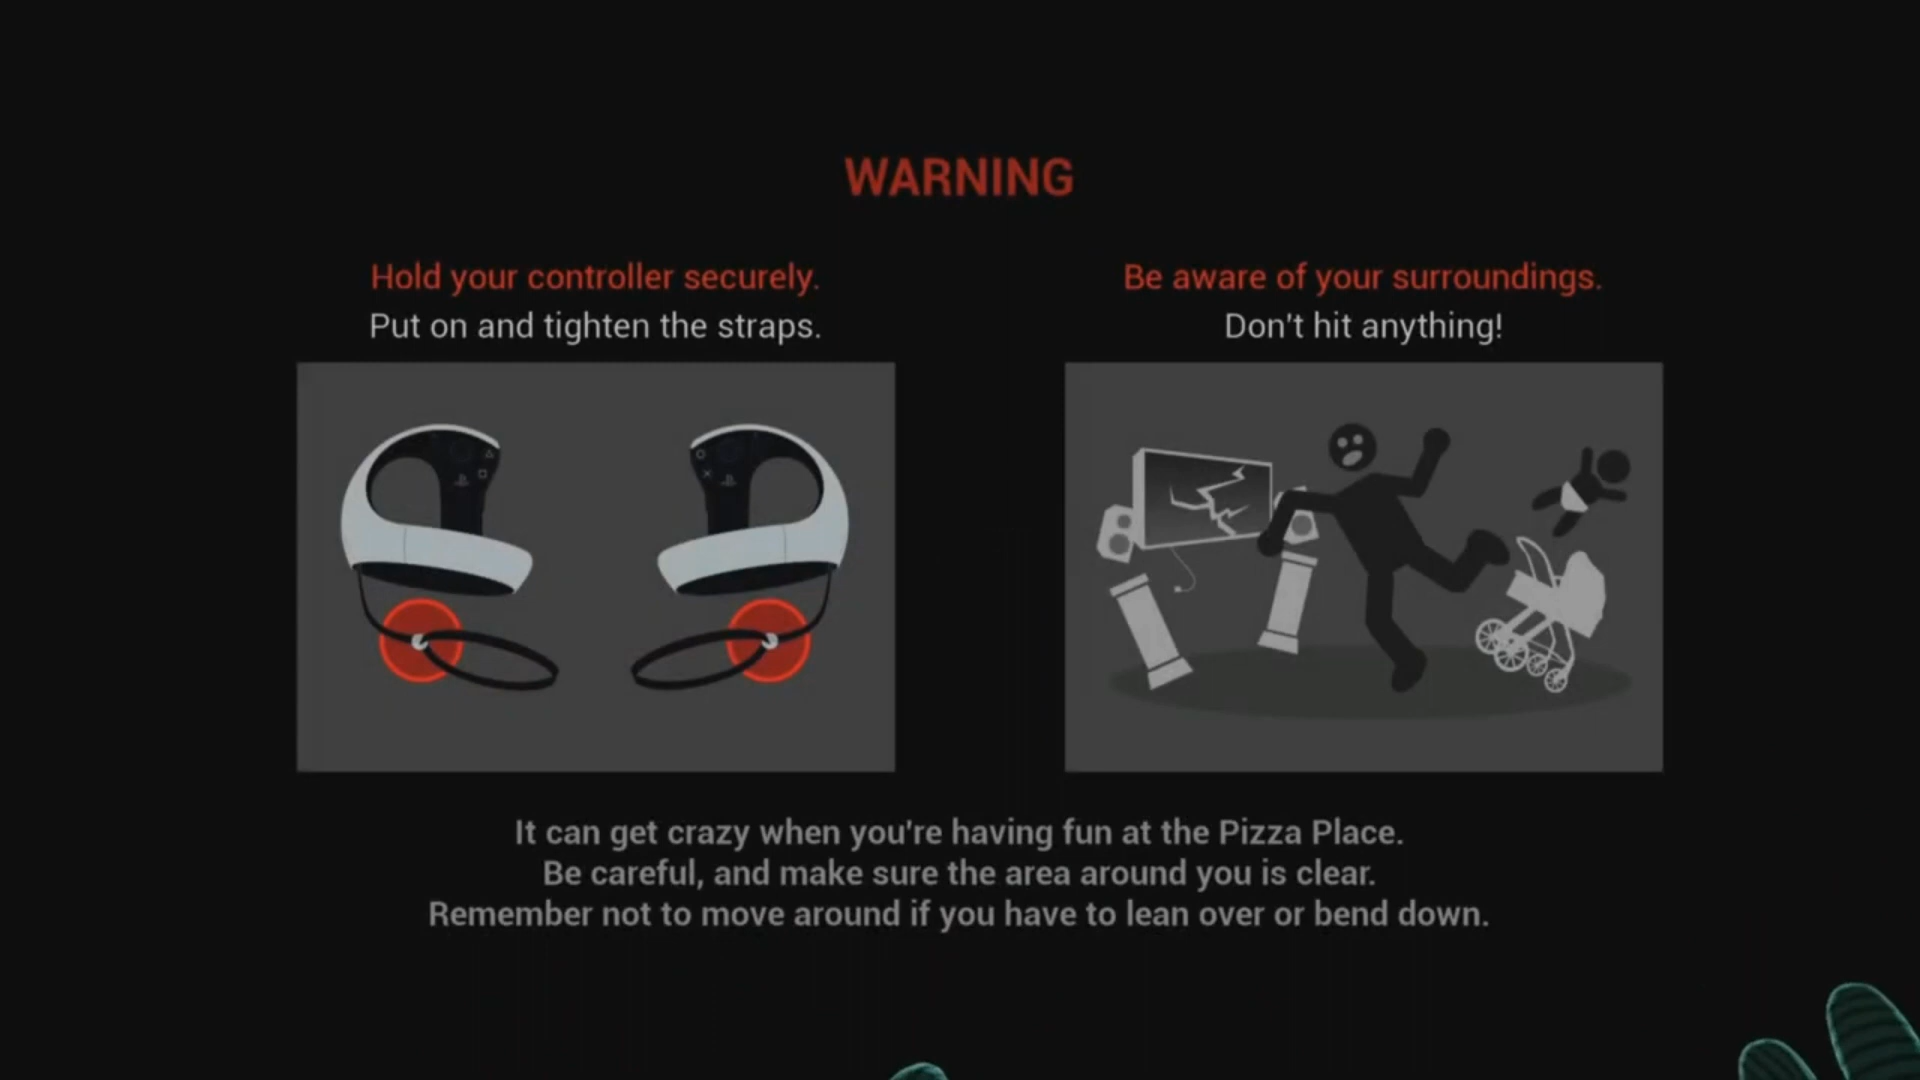 WARNING
Hold your controller securely.
Put on and tighten the straps.
Be aware of your surroundings.
Don't hit anything!
It can get crazy when you're having fun at the Pizza Place.
Be careful, and make sure the area around you is clear.
Remember not to move around if you have to lean over or bend down.